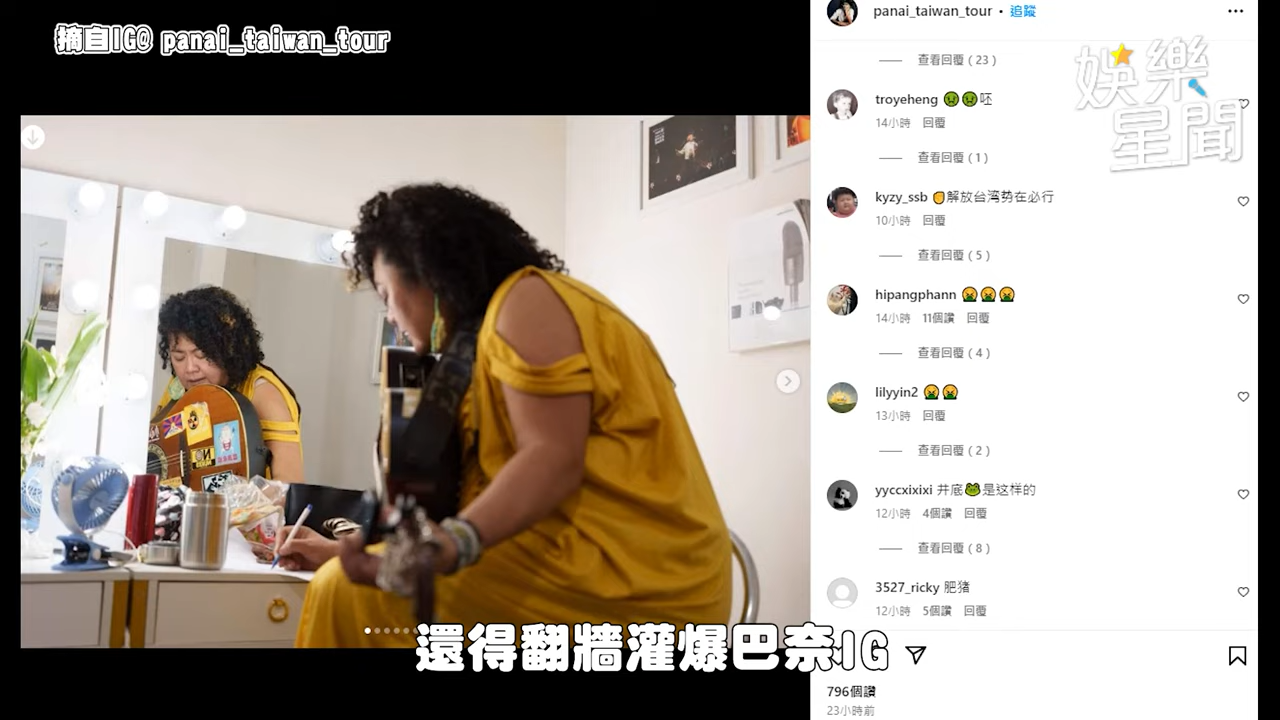 摘自IG@ panai_taiwan_tour
panai_taiwan_tour • 追蹤
查看回覆 ( 23 )
娛樂
星聞
troyeheng 🤢🤢呸
14小時 回覆
查看回覆 ( 1 )
kyzy_ssb ✊解放台湾势在必行
10小時 回覆
查看回覆 ( 5 )
hipangphann 🤮🤮🤮
14小時 11個讚 回覆
查看回覆 ( 4 )
lilyyin2 🤮🤮
13小時 回覆
查看回覆 ( 2 )
yyccxixixi 井底🐸是这样的
12小時 4個讚 回覆
查看回覆 ( 8 )
3527_ricky 肥猪
12小時 5個讚 回覆
還得翻牆灌爆巴奈IG
796個讚
23小時前